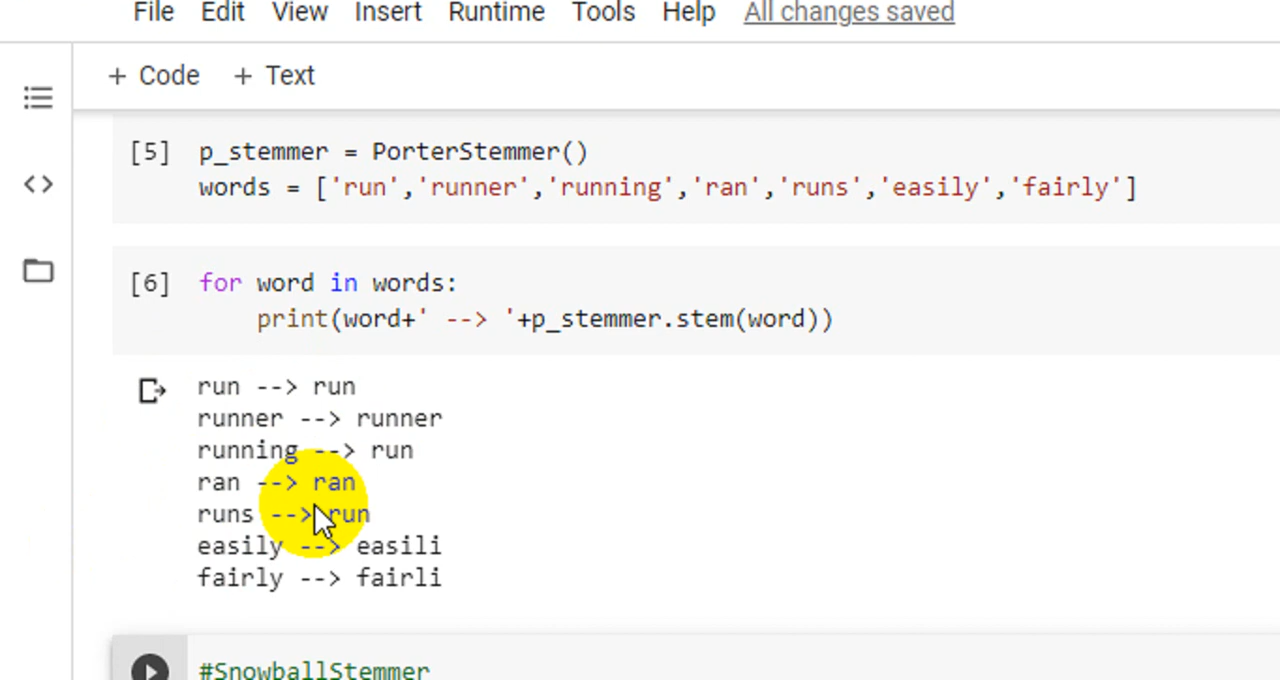 File Edit View Insert Runtime Tools Help All changes saved
+ Code + Text
[5] p_stemmer = PorterStemmer()
words = ['run','runner','running','ran','runs','easily','fairly']
[6] for word in words:
print(word+' --> '+p_stemmer.stem(word))
run --> run
runner --> runner
running --> run
ran --> ran
runs --> run
easily --> easili
fairly --> fairli
#SnowballStemmer